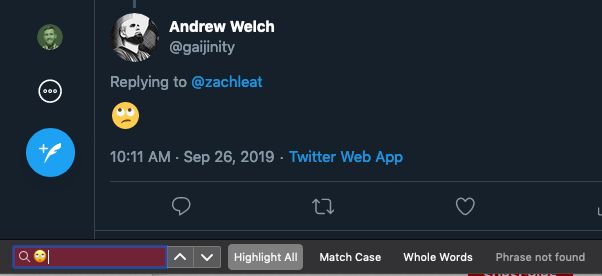 Andrew Welch
@gaijinity
Replying to @zachleat
🙄
10:11 AM · Sep 26, 2019 · Twitter Web App
🙄 Highlight All Match Case Whole Words Phrase not found